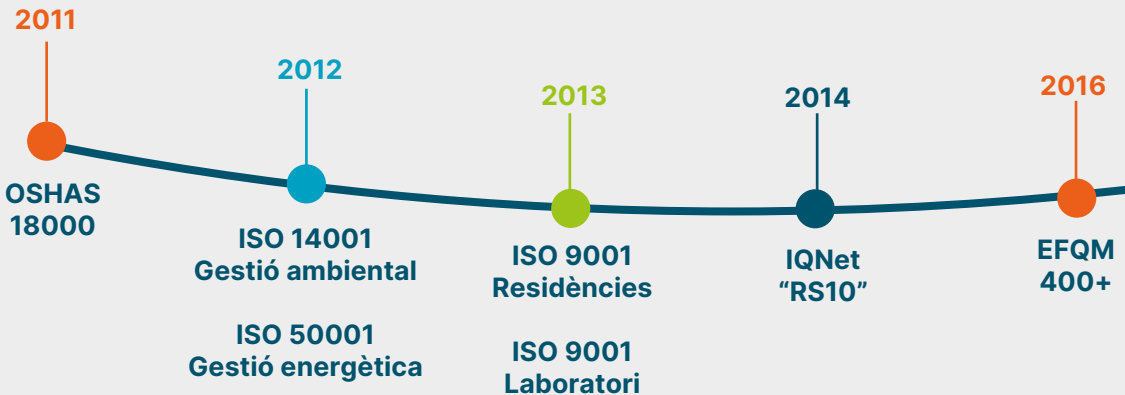 2011
OSHAS
18000
2012
ISO 14001
Gestió ambiental
ISO 50001
Gestió energètica
2013
ISO 9001
Residències
ISO 9001
Laboratori
2014
IQNet
“RS10”
2016
EFQM
400+